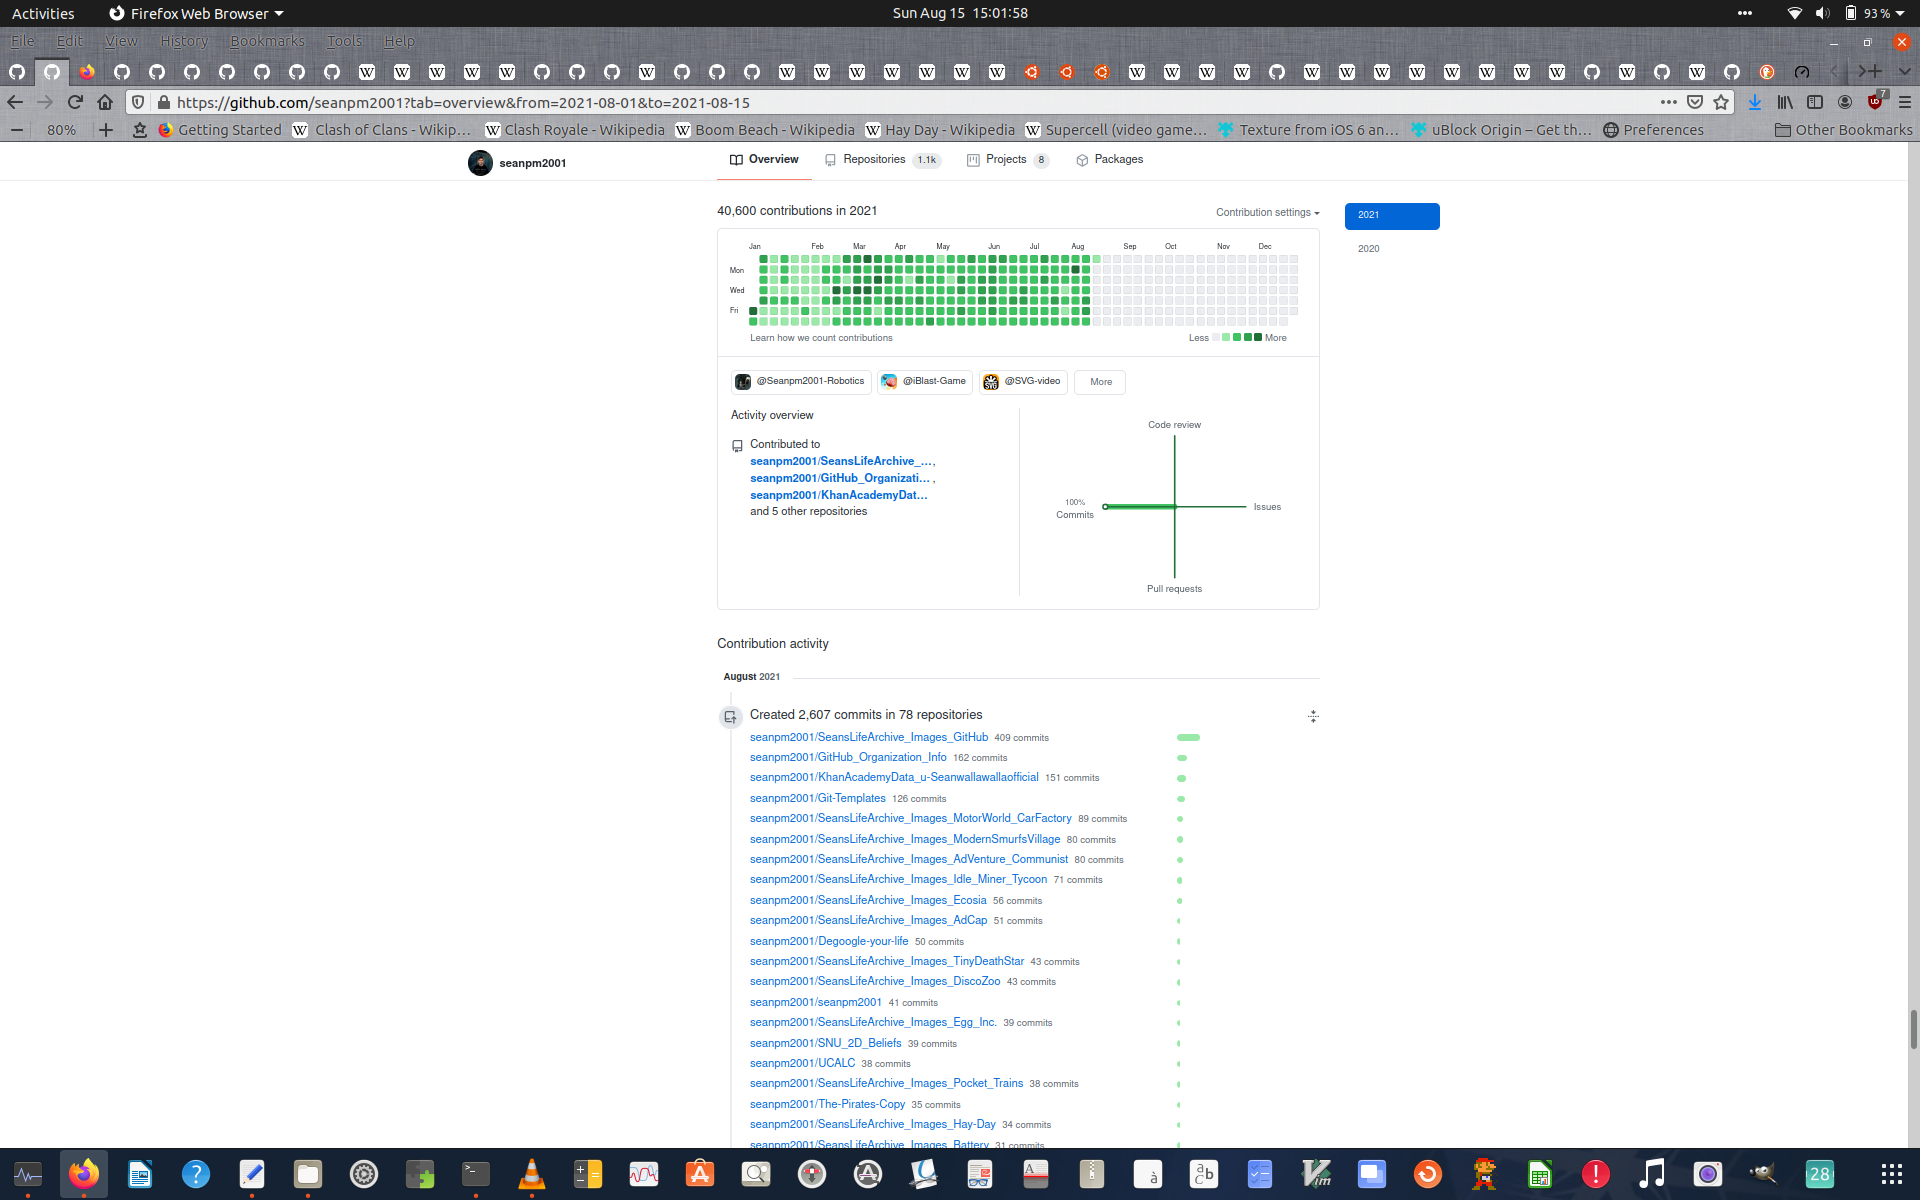 Activities
Firefox Web Browser
Sun Aug 15 15:01:58
93 %
File Edit View History Bookmarks Tools Help
https://github.com/seanpm2001?tab=overview&from=2021-08-01&to=2021-08-15
7
80%
Getting Started
Clash of Clans - Wikip…
Clash Royale - Wikipedia
Boom Beach - Wikipedia
Hay Day - Wikipedia
Supercell (video game…
Texture from iOS 6 an…
uBlock Origin – Get th…
Preferences
Other Bookmarks
seanpm2001
Overview
Repositories 1.1k
Projects 8
Packages
40,600 contributions in 2021
Contribution settings
2021
2020
Jan Feb Mar Apr May Jun Jul Aug Sep Oct Nov Dec
Mon
Wed
Fri
Learn how we count contributions
Less More
@Seanpm2001-Robotics
@iBlast-Game
@SVG-video
More
Activity overview
Contributed to
seanpm2001/SeansLifeArchive_…,
seanpm2001/GitHub_Organizati… ,
seanpm2001/KhanAcademyDat…
and 5 other repositories
Code review
100%
Commits
Issues
Pull requests
Contribution activity
August 2021
Created 2,607 commits in 78 repositories
seanpm2001/SeansLifeArchive_Images_GitHub 409 commits
seanpm2001/GitHub_Organization_Info 162 commits
seanpm2001/KhanAcademyData_u-Seanwallawallaofficial 151 commits
seanpm2001/Git-Templates 126 commits
seanpm2001/SeansLifeArchive_Images_MotorWorld_CarFactory 89 commits
seanpm2001/SeansLifeArchive_Images_ModernSmurfsVillage 80 commits
seanpm2001/SeansLifeArchive_Images_AdVenture_Communist 80 commits
seanpm2001/SeansLifeArchive_Images_Idle_Miner_Tycoon 71 commits
seanpm2001/SeansLifeArchive_Images_Ecosia 56 commits
seanpm2001/SeansLifeArchive_Images_AdCap 51 commits
seanpm2001/Degoogle-your-life 50 commits
seanpm2001/SeansLifeArchive_Images_TinyDeathStar 43 commits
seanpm2001/SeansLifeArchive_Images_DiscoZoo 43 commits
seanpm2001/seanpm2001 41 commits
seanpm2001/SeansLifeArchive_Images_Egg_Inc. 39 commits
seanpm2001/SNU_2D_Beliefs 39 commits
seanpm2001/UCALC 38 commits
seanpm2001/SeansLifeArchive_Images_Pocket_Trains 38 commits
seanpm2001/The-Pirates-Copy 35 commits
seanpm2001/SeansLifeArchive_Images_Hay-Day 34 commits
seanpm2001/SeansLifeArchive_Images_Battery 31 commits
28